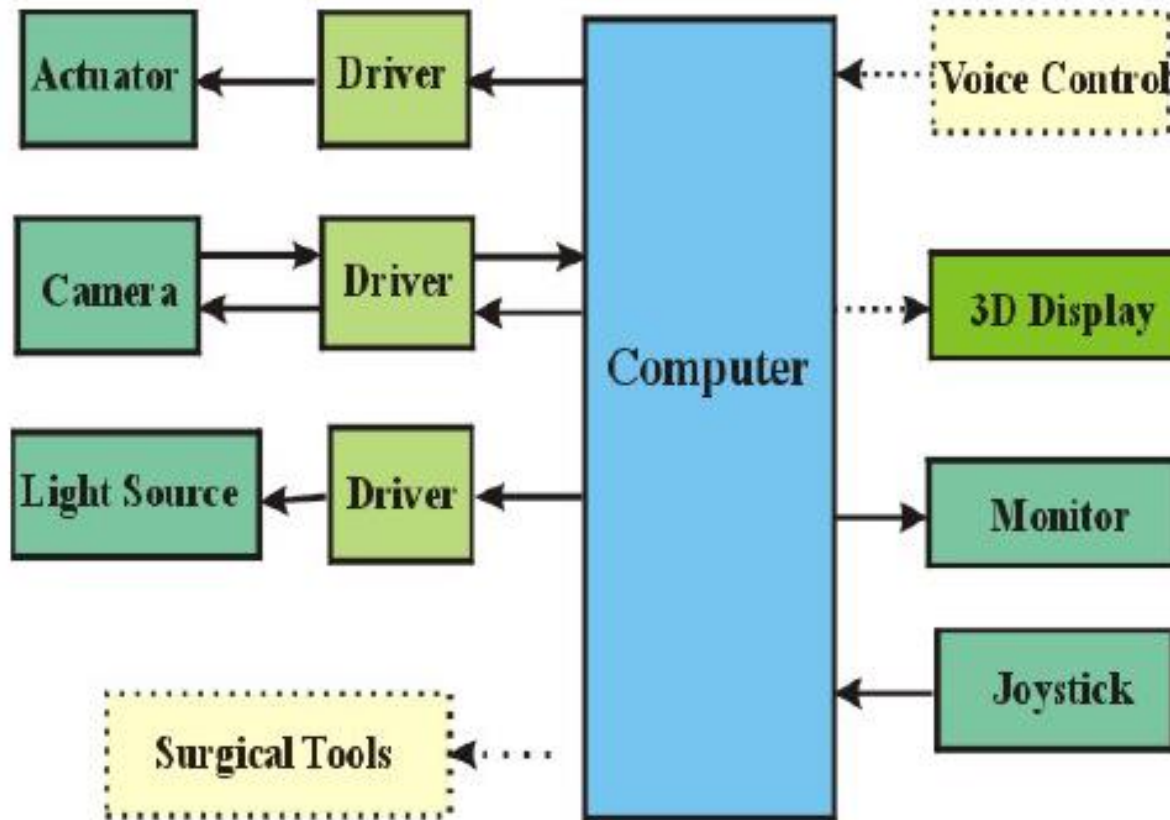 Actuator
Driver
Voice Control
Camera
Driver
3D Display
Computer
Light Source
Driver
Monitor
Joystick
Surgical Tools